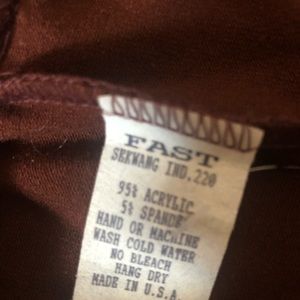 FAST
SEKWANG IND. 220
95% ACRYLIC
5% SPANDE
HAND OR MACHINE
WASH COLD WATER
NO BLEACH
HANG DRY
MADE IN U.S.A.